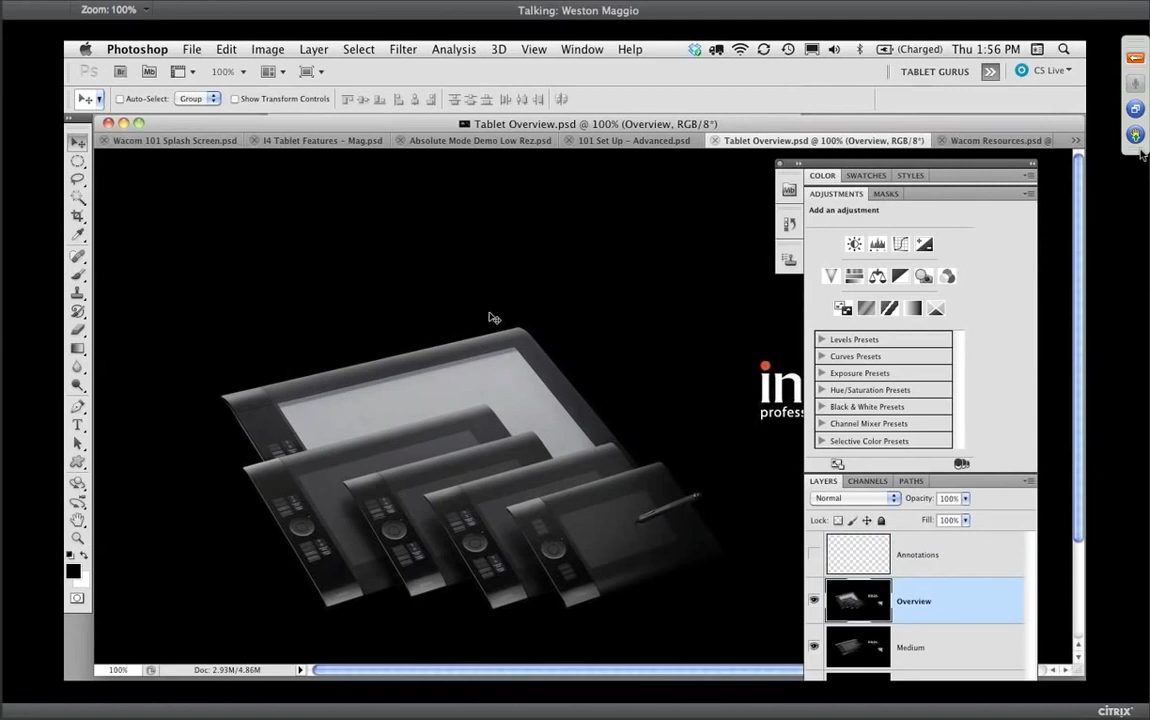 Zoom: 100%
Talking: Weston Maggio
Photoshop File Edit Image Layer Select Filter Analysis 3D View Window Help
(Charged) Thu 1:56 PM
Ps Br Mb 100%
TABLET GURUS
CS Live
Auto-Select: Group Show Transform Controls
Tablet Overview.psd @ 100% (Overview, RGB/8*)
Wacom 101 Splash Screen.psd
I4 Tablet Features - Mag.psd
Absolute Mode Demo Low Rez.psd
101 Set Up - Advanced.psd
Tablet Overview.psd @ 100% (Overview, RGB/8*)
Wacom Resources.psd @
COLOR SWATCHES STYLES
Mb
ADJUSTMENTS MASKS
Add an adjustment
Levels Presets
Curves Presets
Exposure Presets
Hue/Saturation Presets
Black & White Presets
Channel Mixer Presets
Selective Color Presets
in
profess
LAYERS CHANNELS PATHS
Normal Opacity: 100%
Lock: Fill: 100%
Annotations
Overview
Medium
100% Doc: 2.93M/4.86M
CITRIX